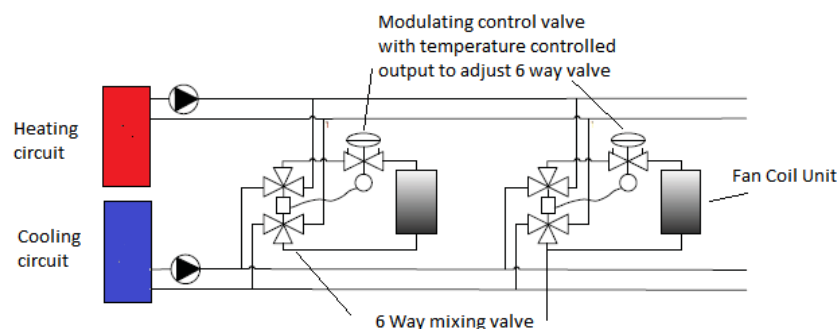 Modulating control valve
with temperature controlled
output to adjust 6 way valve
Heating
circuit
Fan Coil Unit
Cooling
circuit
6 Way mixing valve